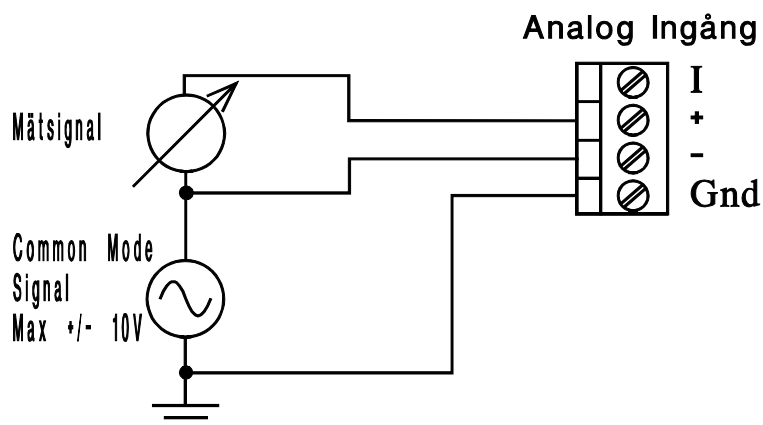 Analog Ingång
I
+
-
Gnd
Mätsignal
Common Mode
Signal
Max +/- 10V